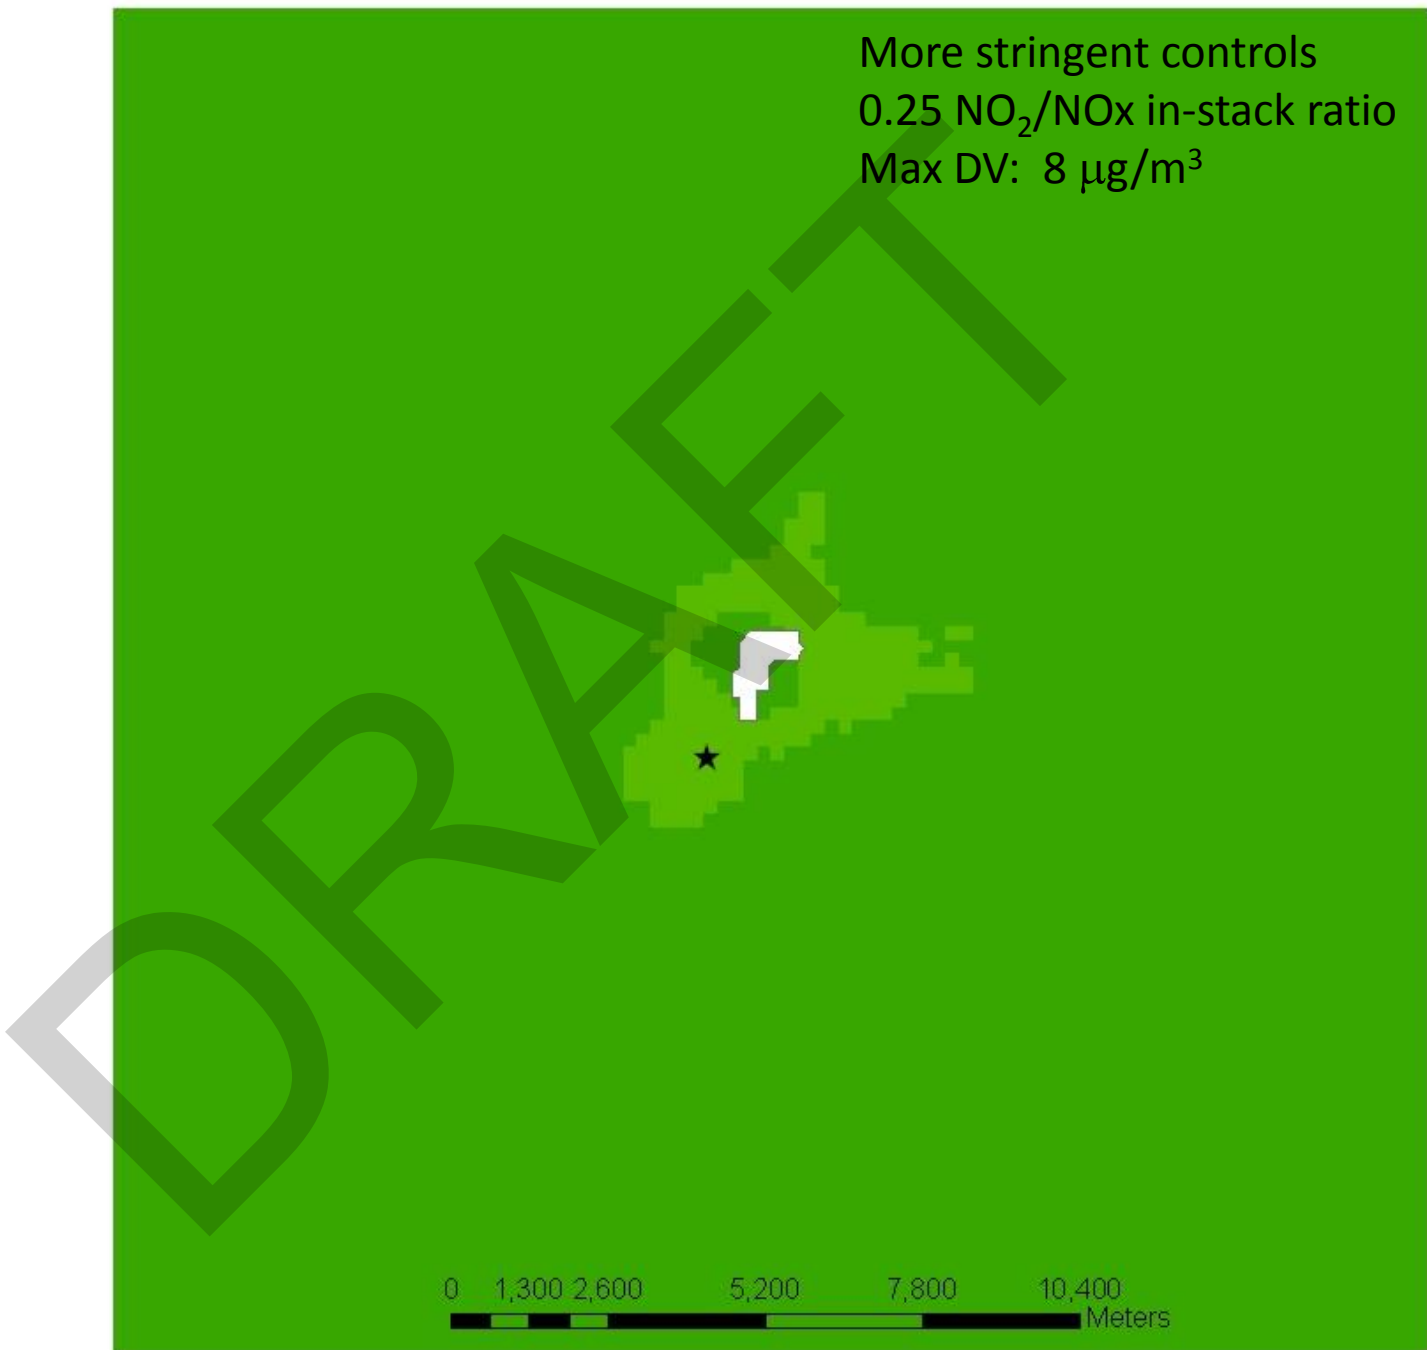 More stringent controls
0.25 NO₂/NOx in-stack ratio
Max DV: 8 μg/m³
DRAFT
0 1,300 2,600 5,200 7,800 10,400
Meters